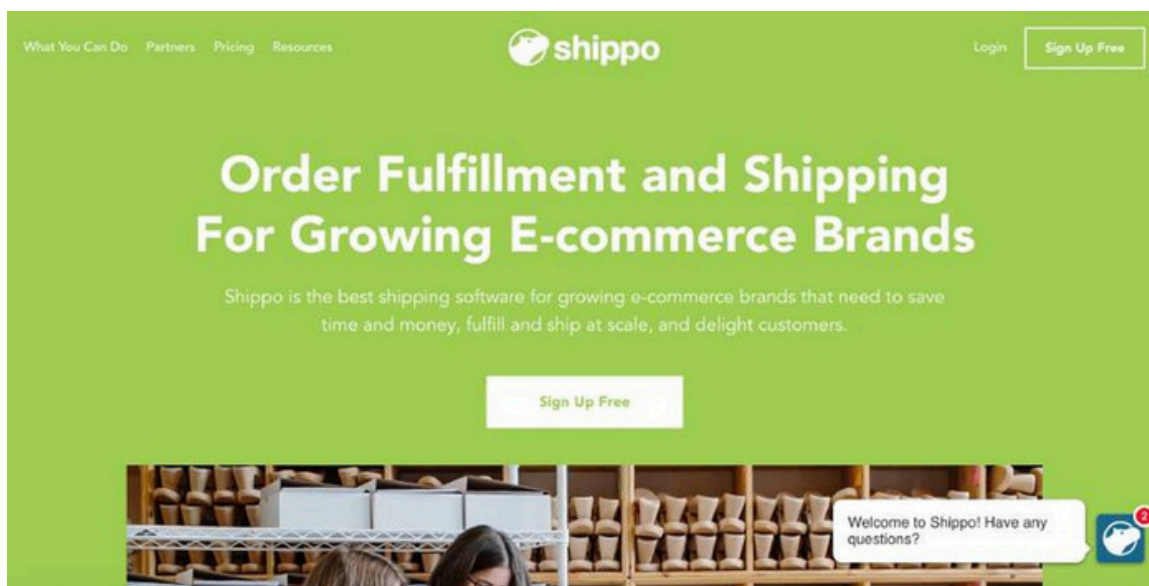 What You Can Do Partners Pricing Resources
shippo
Login
Sign Up Free
Order Fulfillment and Shipping
For Growing E-commerce Brands
Shippo is the best shipping software for growing e-commerce brands that need to save
time and money, fulfill and ship at scale, and delight customers.
Sign Up Free
Welcome to Shippo! Have any
questions?
2